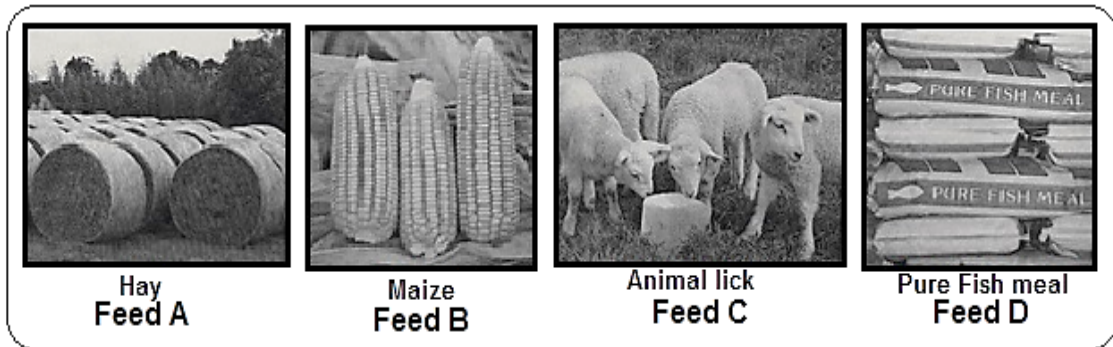 PURE FISH MEAL
PURE FISH MEAL
Hay
Feed A
Maize
Feed B
Animal lick
Feed C
Pure Fish meal
Feed D